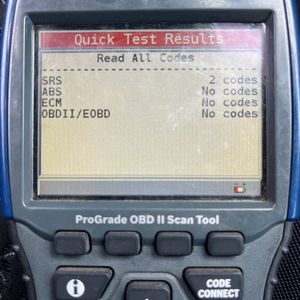 Quick Test Results
Read All Codes
SRS 2 codes
ABS No codes
ECM No codes
OBDII/EOBD No codes
ProGrade OBD II Scan Tool
i
CODE
CONNECT